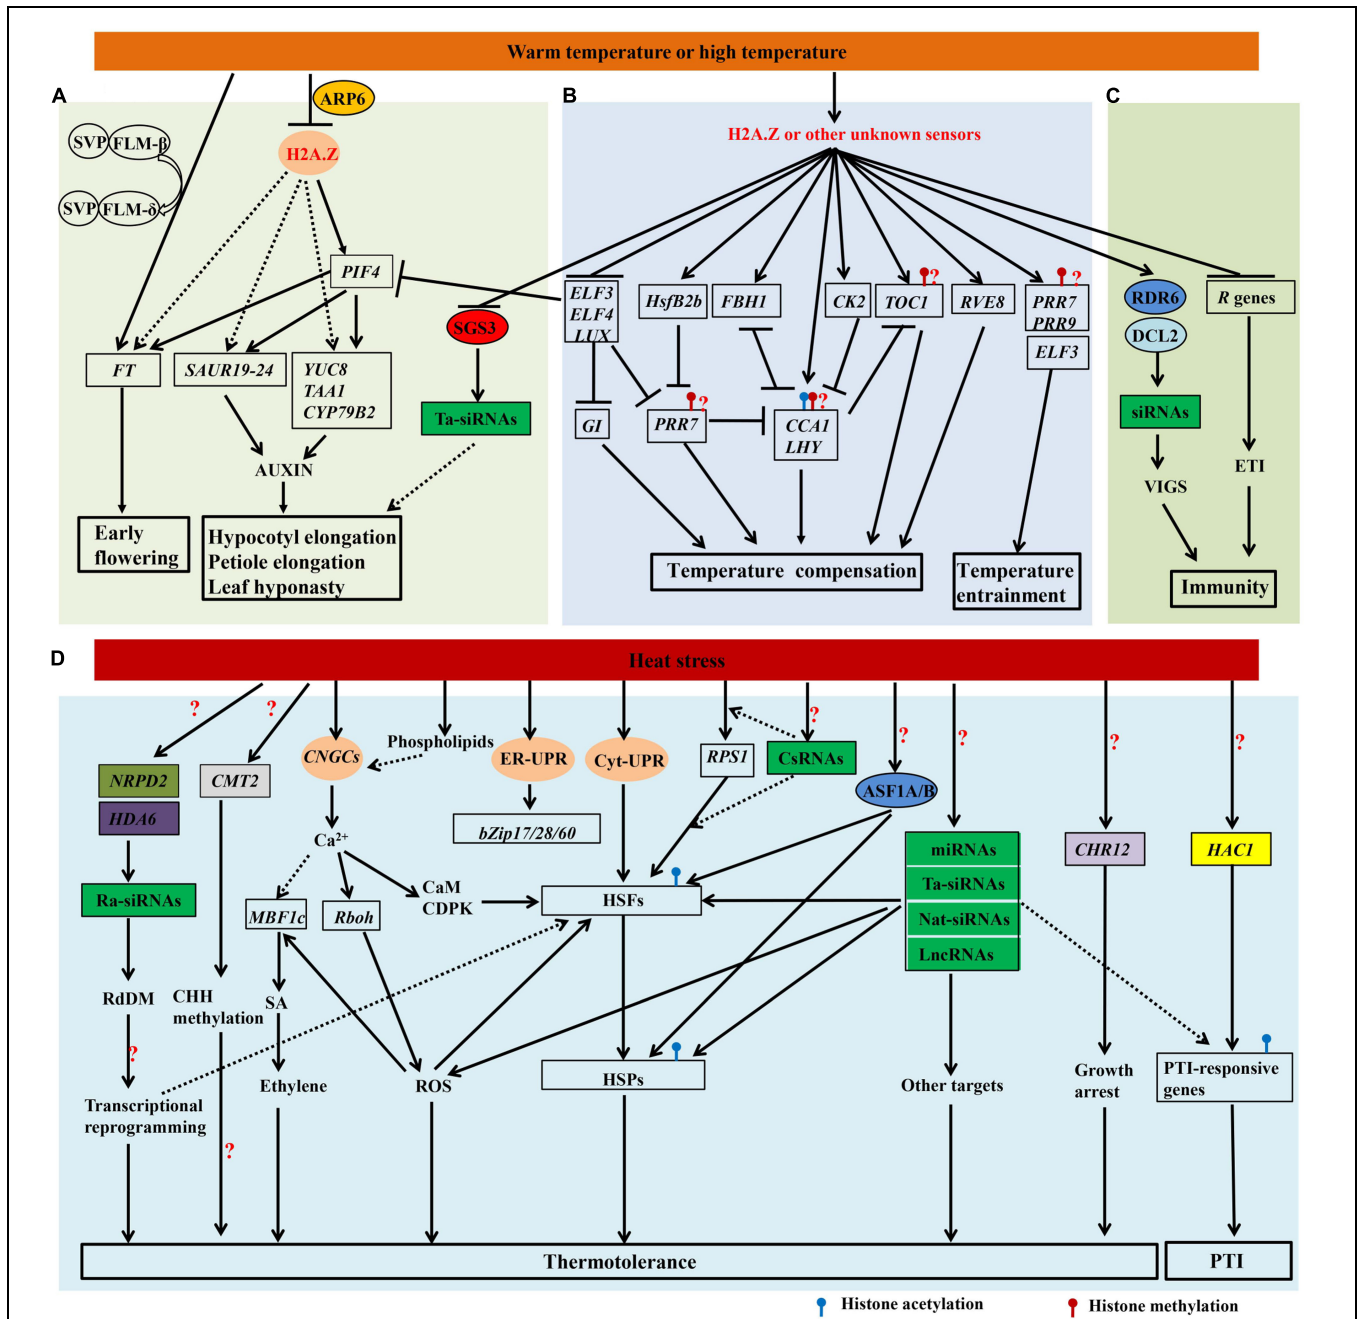 Warm temperature or high temperature
A
ARP6
SVP FLM-β
H2A.Z
SVP FLM-δ
PIF4
SGS3
FT
SAUR19-24
YUC8
TAA1
CYP79B2
Ta-siRNAs
AUXIN
Early
flowering
Hypocotyl elongation
Petiole elongation
Leaf hyponasty
B
H2A.Z or other unknown sensors
ELF3
ELF4
LUX
HsfB2b
FBH1
CK2
TOC1
?
RVE8
?
PRR7
PRR9
ELF3
GI
?
PRR7
?
CCA1
LHY
Temperature compensation
Temperature
entrainment
C
RDR6
DCL2
R genes
siRNAs
VIGS
ETI
Immunity
D
Heat stress
?
?
?
?
?
?
?
NRPD2
HDA6
CMT2
CNGCs
Phospholipids
ER-UPR
Cyt-UPR
RPS1
CsRNAs
ASF1A/B
bZip17/28/60
Ca2+
CHR12
HAC1
miRNAs
Ta-siRNAs
Nat-siRNAs
LncRNAs
Ra-siRNAs
MBF1c
Rboh
CaM
CDPK
HSFs
RdDM
CHH
methylation
SA
?
Ethylene
ROS
HSPs
Other targets
Growth
arrest
PTI-responsive
genes
Transcriptional
reprogramming
?
Thermotolerance
PTI
Histone acetylation
Histone methylation